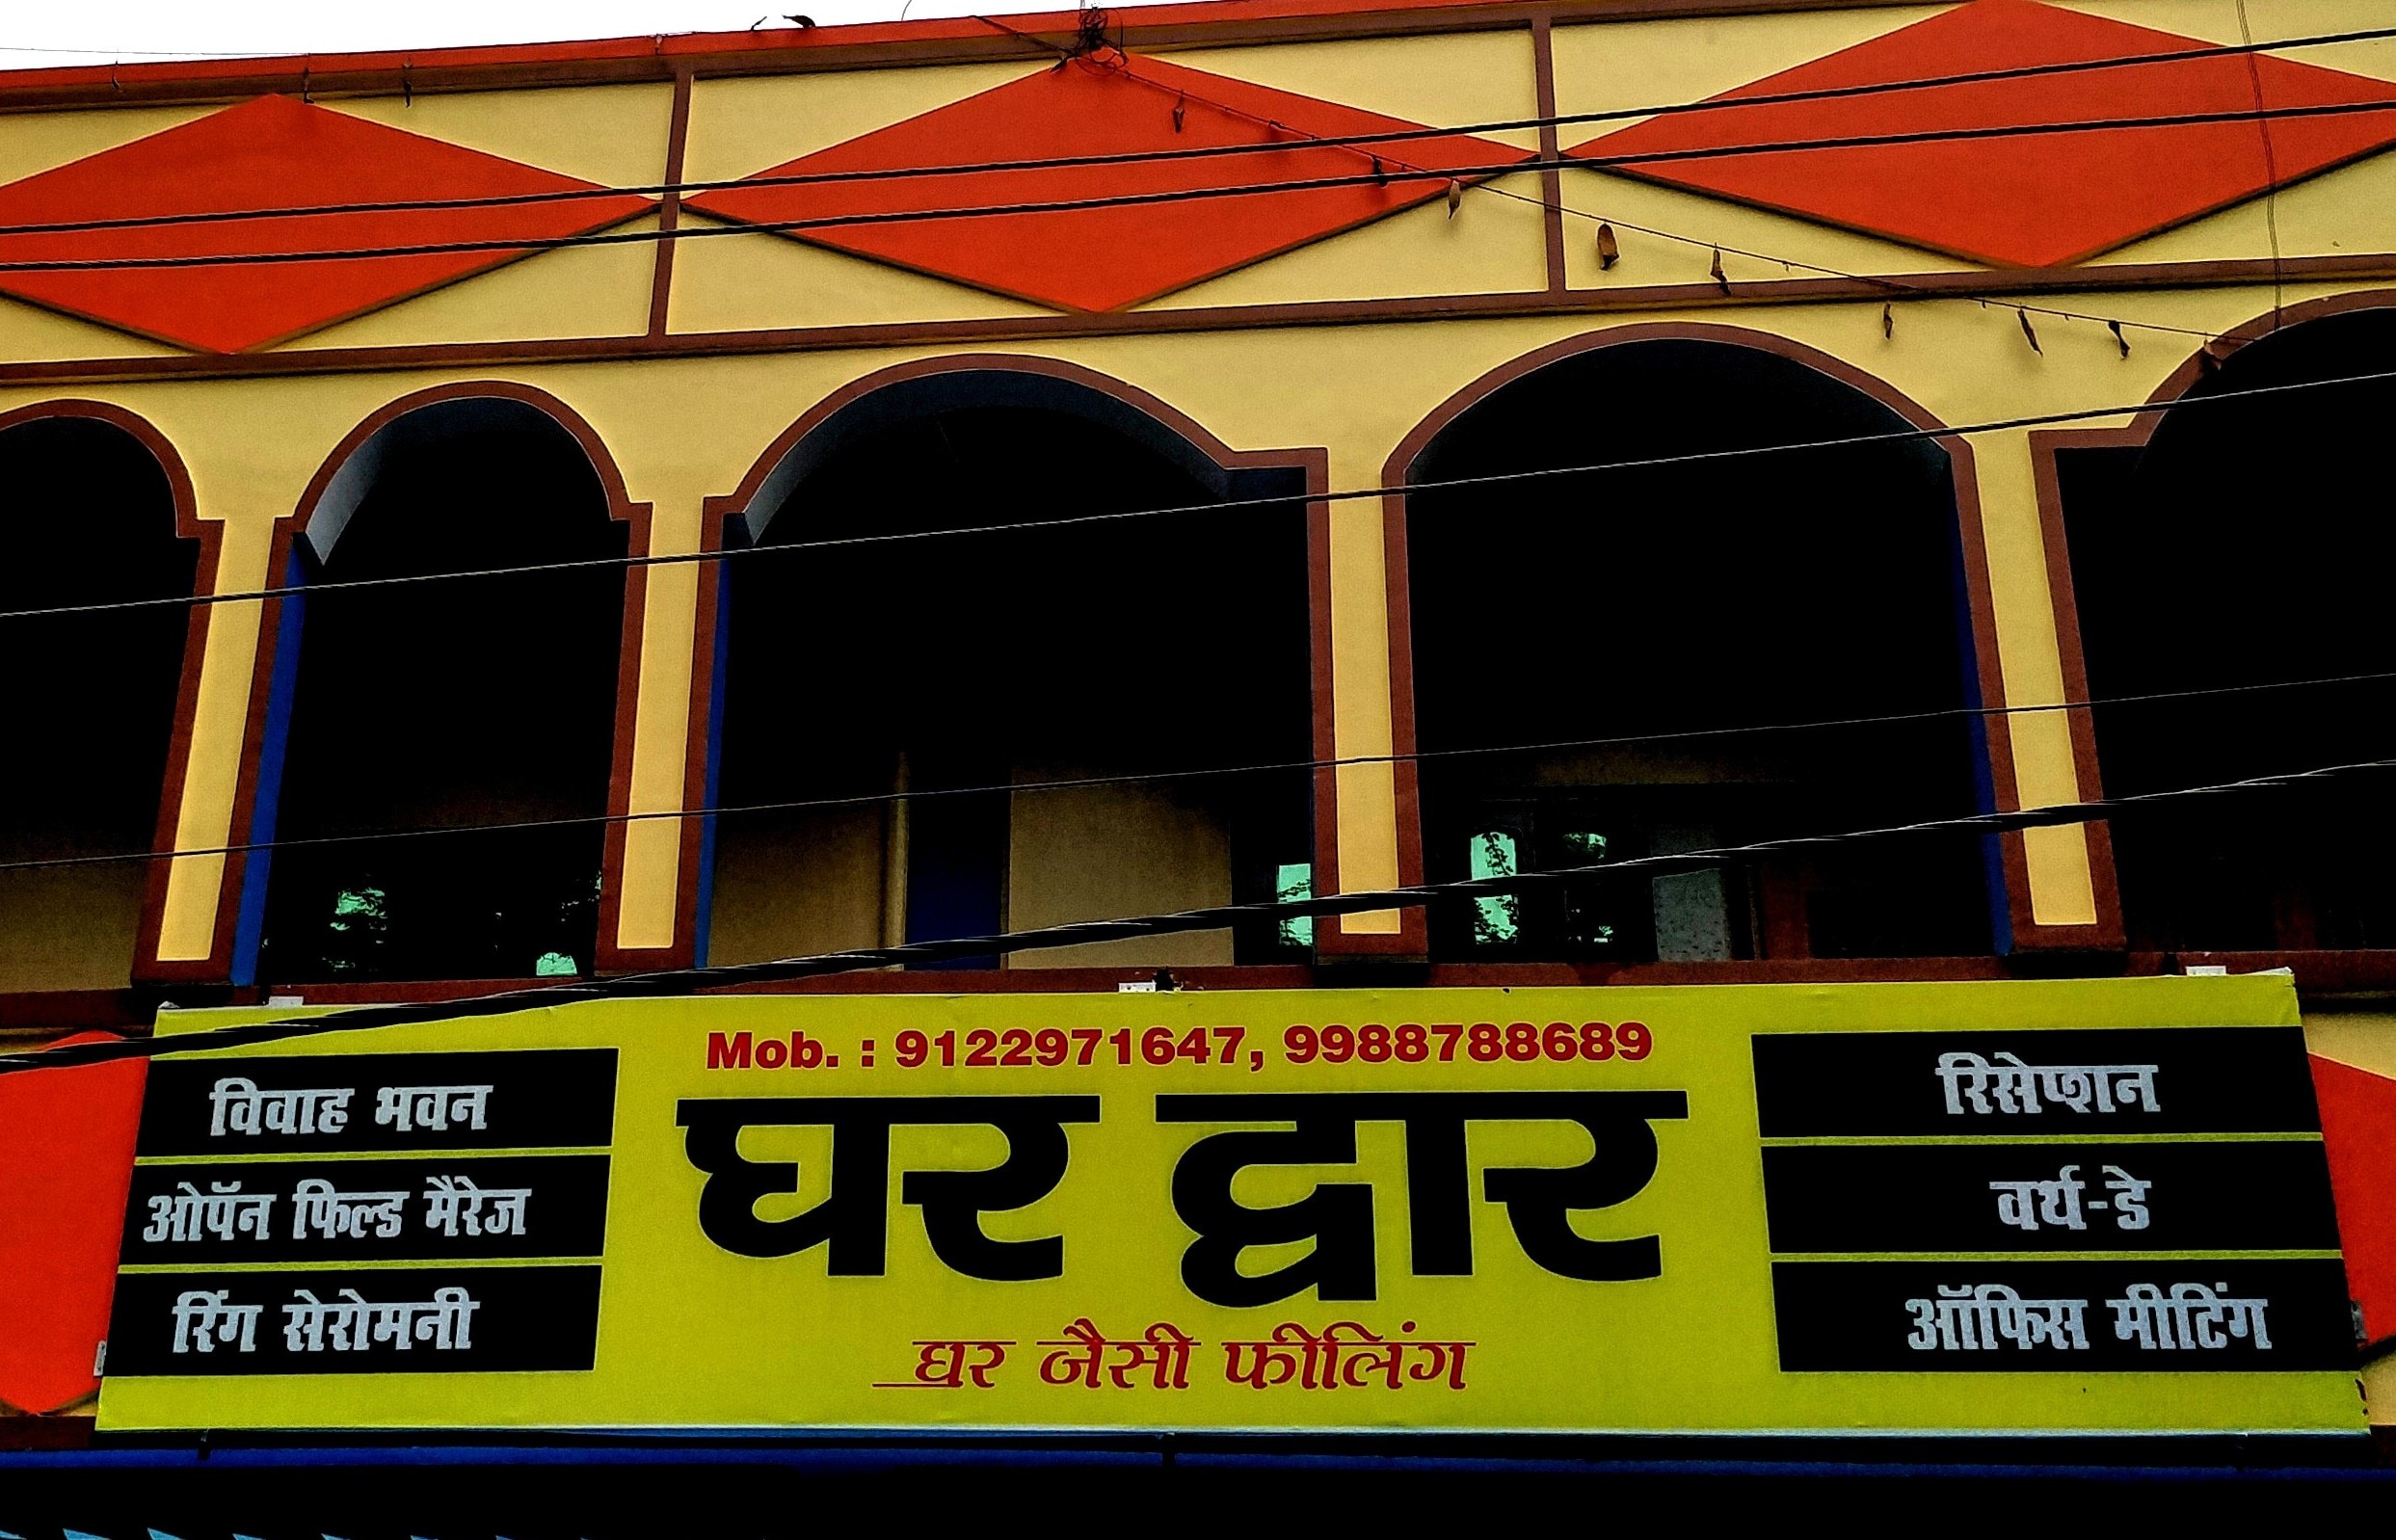 Mob. : 9122971647, 9988788689
विवाह भवन
ओपॅन फिल्ड मैरेज
रिंग सेरोमनी
घर द्वार
घर जैसी फीलिंग
रिसेप्शन
वर्थ-डे
ऑफिस मीटिंग